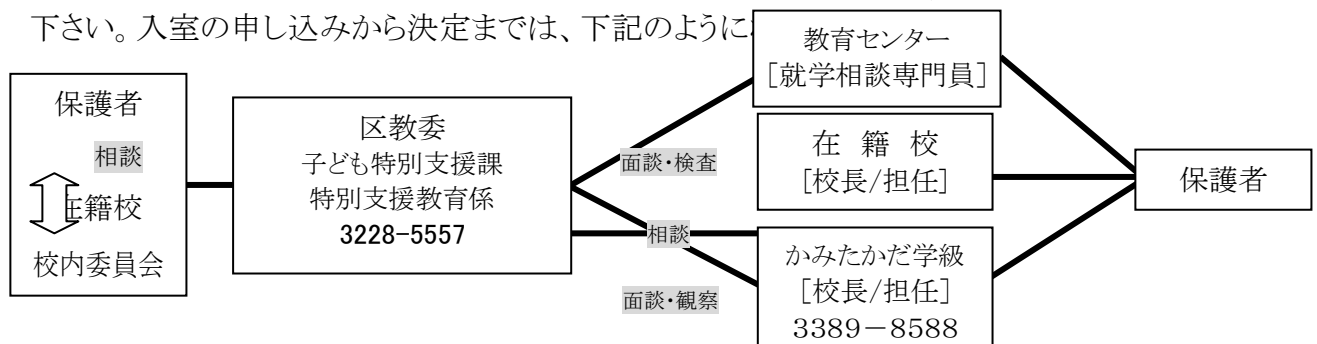 下さい。入室の申し込みから決定までは、下記のように
保護者
相談
在籍校
校内委員会
区教委
子ども特別支援課
特別支援教育係
3228-5557
面談・検査
相談
面談・観察
教育センター
[就学相談専門員]
在 籍 校
[校長/担任]
かみたかだ学級
[校長/担任]
3389-8588
保護者